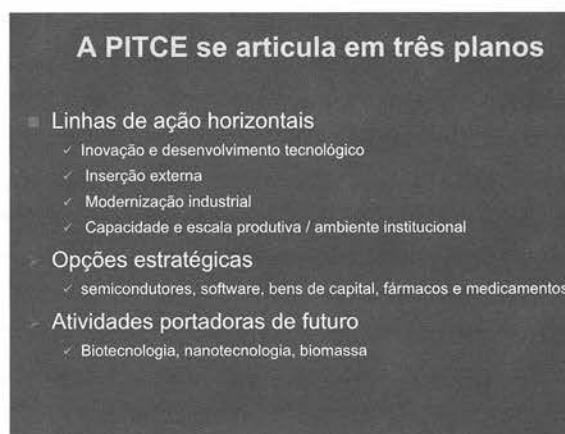 A PITCE se articula em três planos
Linhas de ação horizontais
Inovação e desenvolvimento tecnológico
Inserção externa
Modernização industrial
Capacidade e escala produtiva / ambiente institucional
Opções estratégicas
semicondutores, software, bens de capital, fármacos e medicamentos
Atividades portadoras de futuro
Biotecnologia, nanotecnologia, biomassa